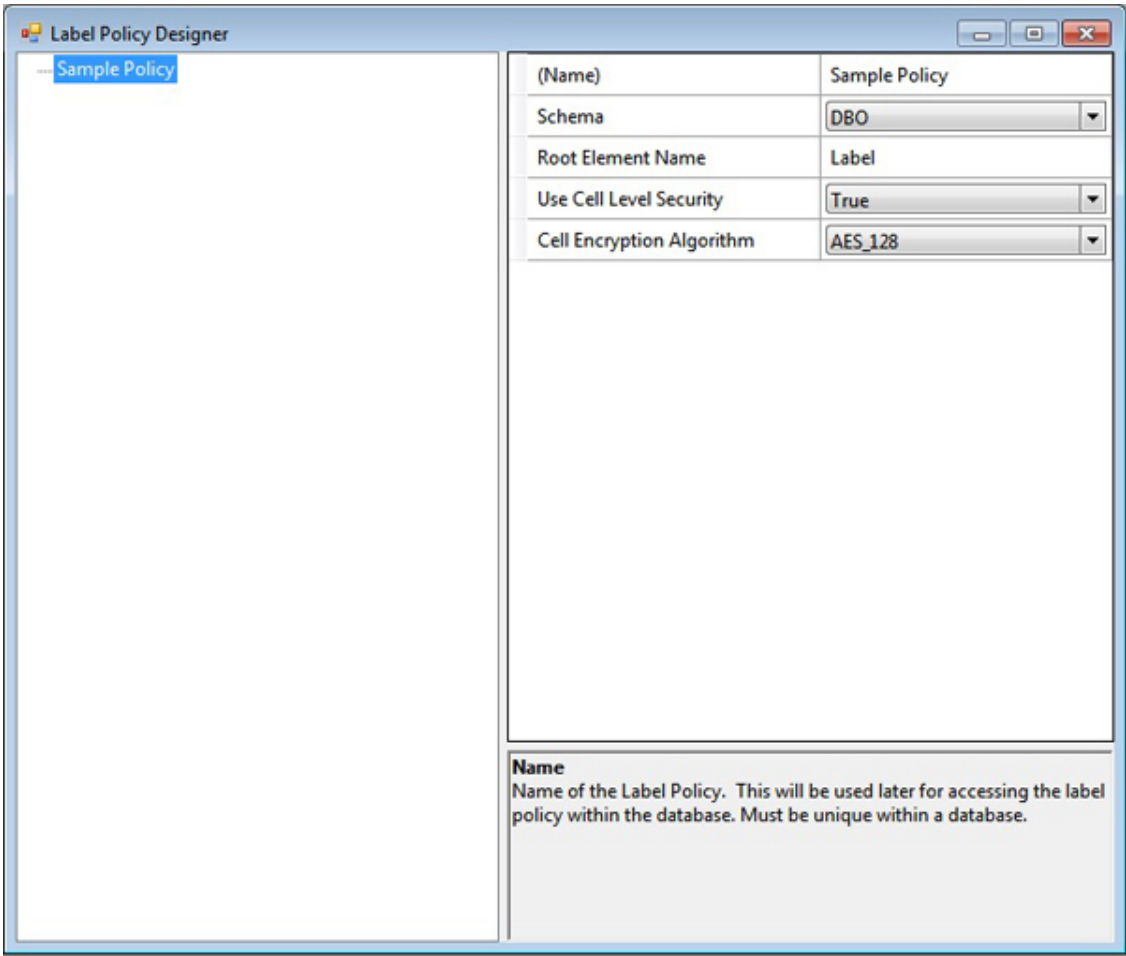 Label Policy Designer
Sample Policy
(Name) Sample Policy
Schema DBO
Root Element Name Label
Use Cell Level Security True
Cell Encryption Algorithm AES_128
Name
Name of the Label Policy. This will be used later for accessing the label
policy within the database. Must be unique within a database.